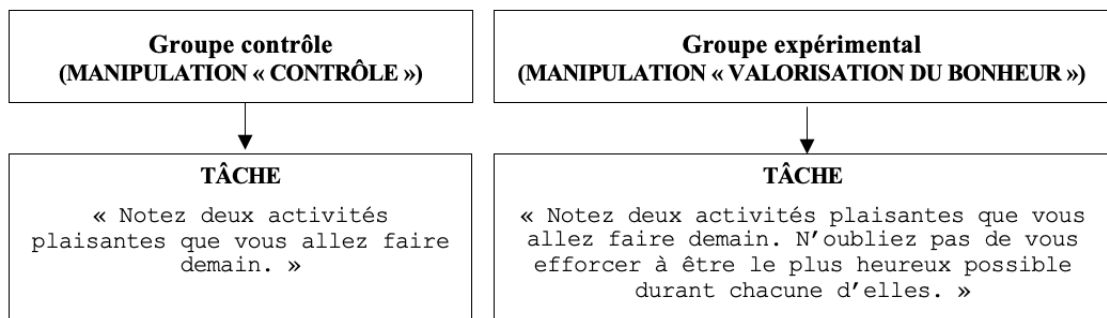 Groupe contrôle
(MANIPULATION « CONTRÔLE »)
Groupe expérimental
(MANIPULATION « VALORISATION DU BONHEUR »)
TÂCHE
« Notez deux activités
plaisantes que vous allez faire
demain. »
TÂCHE
« Notez deux activités plaisantes que vous
allez faire demain. N’oubliez pas de vous
efforcer à être le plus heureux possible
durant chacune d’elles. »